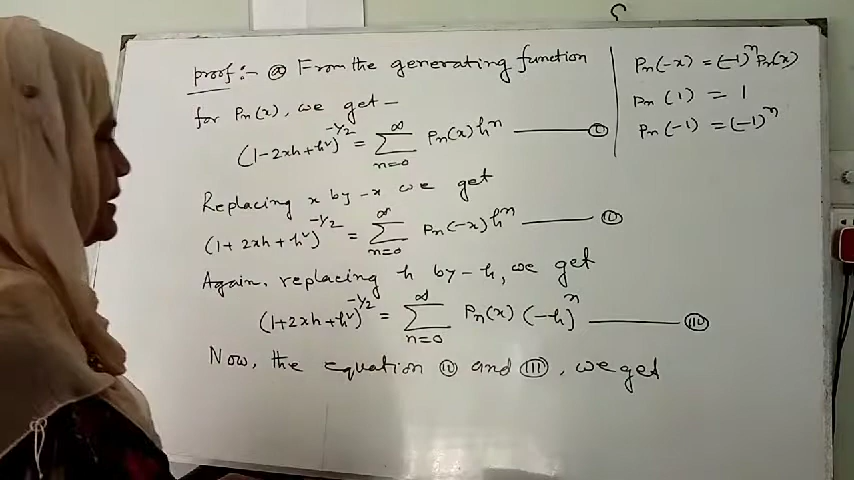 proof :- ⓐ From the generating function
for Pn(x), we get -
(1-2xh+h²)^-1/2 = ∑_{n=0}^{∞} Pn(x)h^n ——— (i)
Replacing x by -x we get
(1+2xh+h²)^-1/2 = ∑_{n=0}^{∞} Pn(-x)h^n ——— (ii)
Again, replacing h by -h, we get
(1+2xh+h²)^-1/2 = ∑_{n=0}^{∞} Pn(x) (-h)^n ——— (iii)
Now, the equation (ii) and (iii), we get
Pn(-x) = (-1)^n Pn(x)
Pn(1) = 1
Pn(-1) = (-1)^n